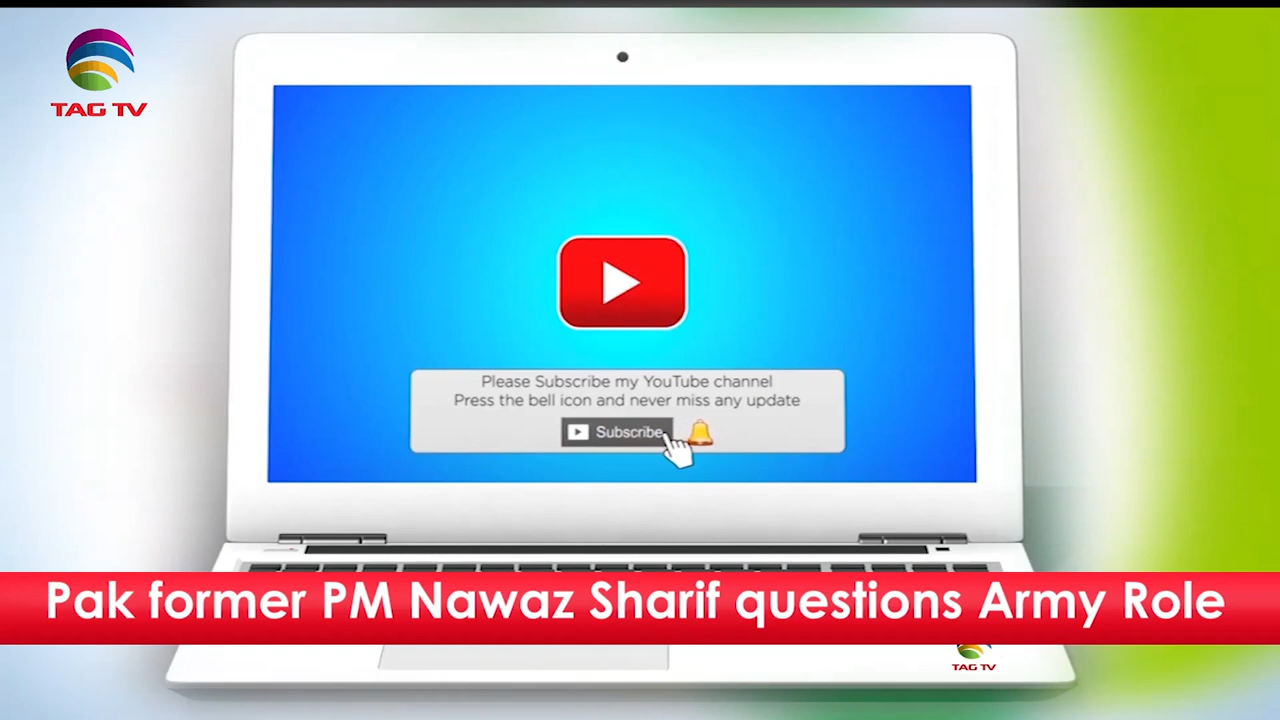 TAG TV
Please Subscribe my YouTube channel
Press the bell icon and never miss any update
Subscribe
Pak former PM Nawaz Sharif questions Army Role
TAG TV